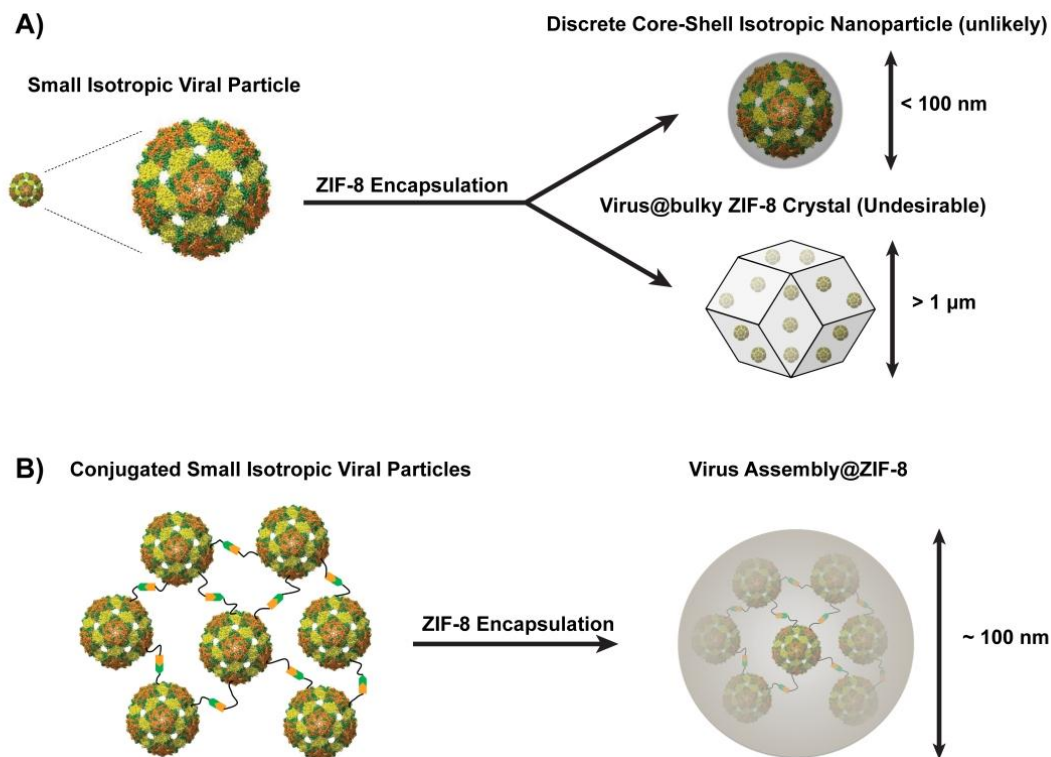 A)
Discrete Core-Shell Isotropic Nanoparticle (unlikely)
Small Isotropic Viral Particle
< 100 nm
ZIF-8 Encapsulation
Virus@bulky ZIF-8 Crystal (Undesirable)
> 1 μm
B)
Conjugated Small Isotropic Viral Particles
Virus Assembly@ZIF-8
ZIF-8 Encapsulation
~ 100 nm